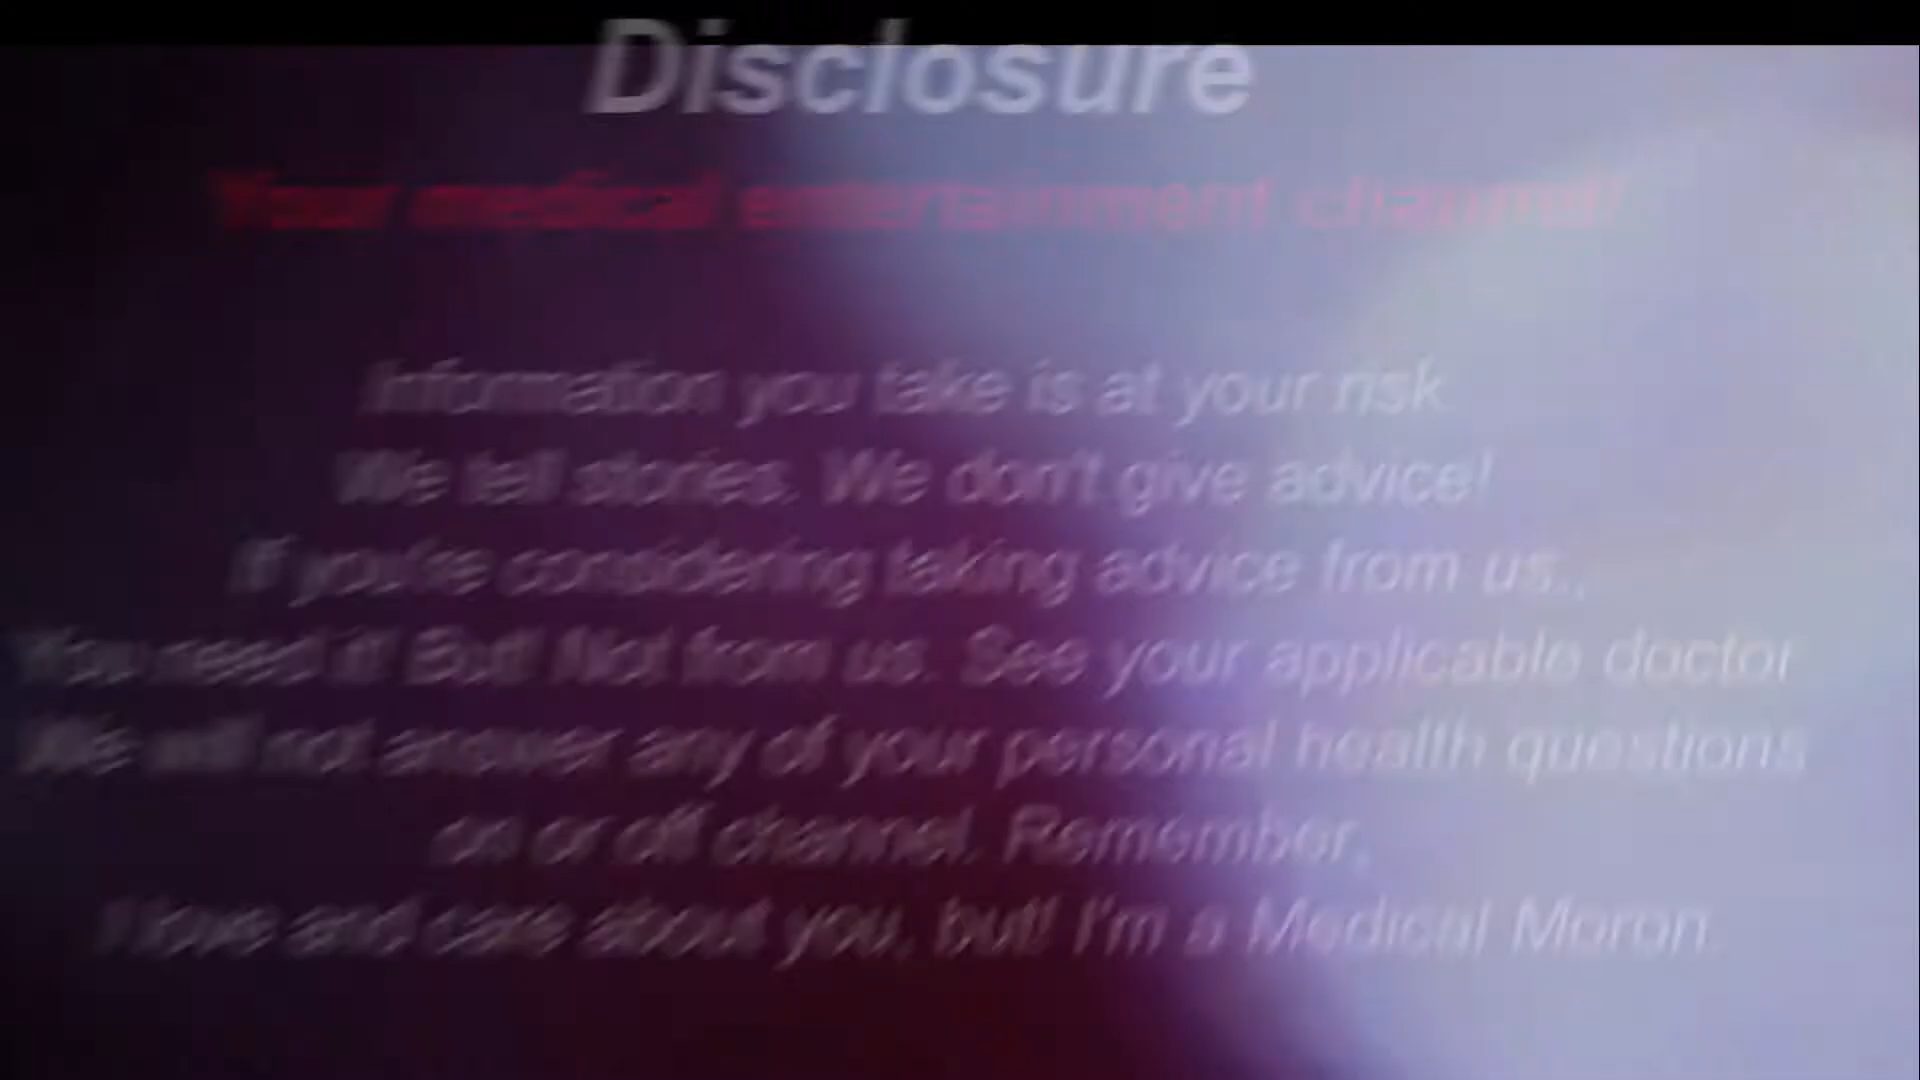 Disclosure
Your medical entertainment channel!
Information you take is at your risk.
We tell stories. We don't give advice!
If you're considering taking advice from us..,
You need it! But! Not from us. See your applicable doctor
We will not answer any of your personal health questions
on or off channel. Remember,
I love and care about you, but! I'm a Medical Moron.